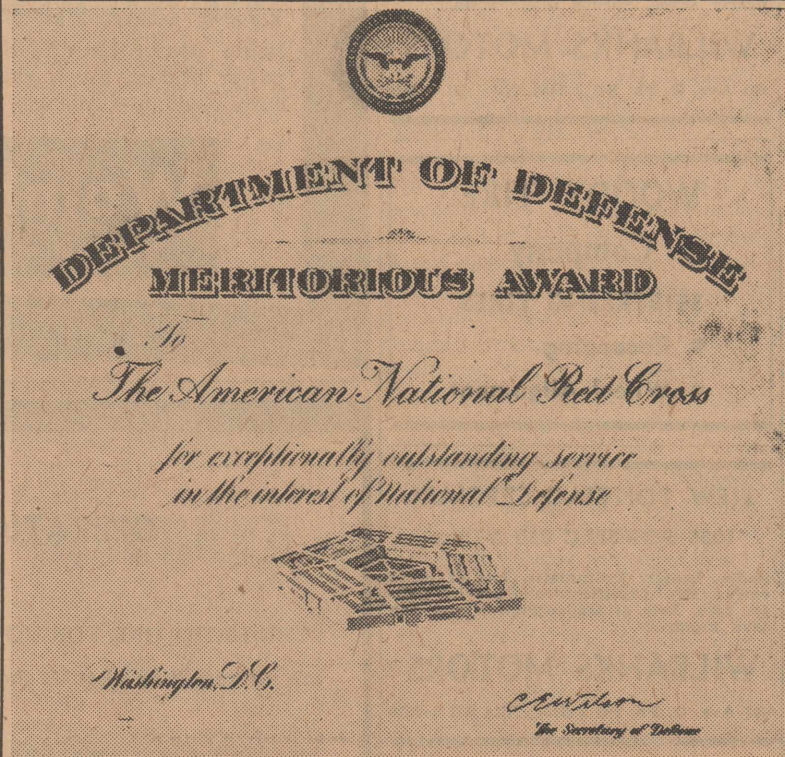 DEPARTMENT OF DEFENSE
MERITORIOUS AWARD
To
The American National Red Cross
for exceptionally outstanding service
in the interest of National Defense
Washington, D.C.
C E Wilson
The Secretary of Defense